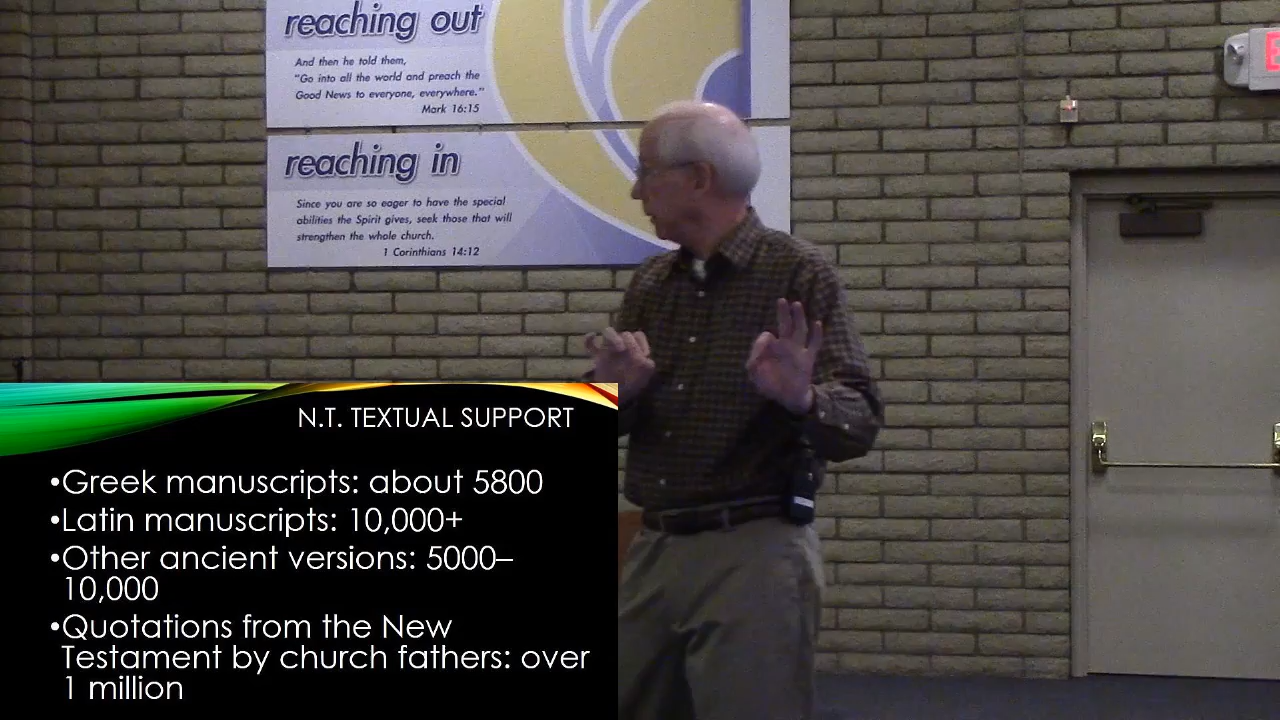 reaching out
And then he told them,
"Go into all the world and preach the
Good News to everyone, everywhere."
Mark 16:15
reaching in
Since you are so eager to have the special
abilities the Spirit gives, seek those that will
strengthen the whole church.
1 Corinthians 14:12
E
N.T. TEXTUAL SUPPORT
•Greek manuscripts: about 5800
•Latin manuscripts: 10,000+
•Other ancient versions: 5000–
10,000
•Quotations from the New
Testament by church fathers: over
1 million